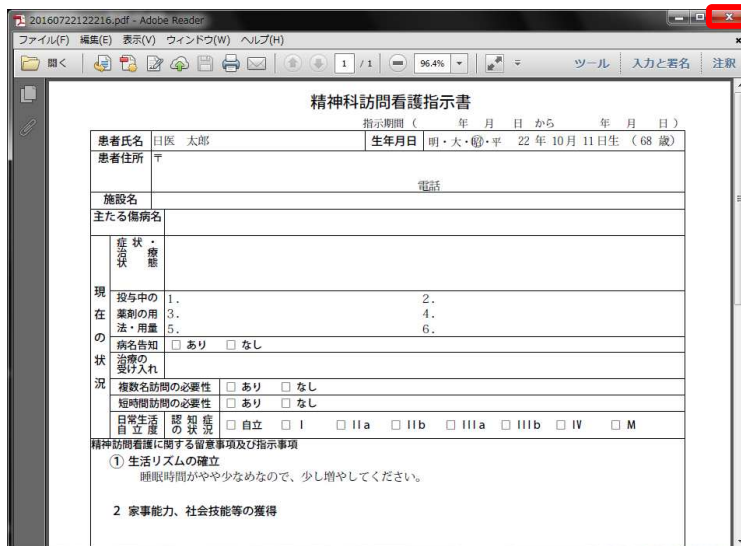 20160722122216.pdf - Adobe Reader
ファイル(F) 編集(E) 表示(V) ウィンドウ(W) ヘルプ(H)
開く 1 / 1 96.4% ツール 入力と署名 注釈
精神科訪問看護指示書
指示期間 ( 年 月 日 から 年 月 日 )
患者氏名 日医 太郎 生年月日 明・大・昭・平 22 年 10 月 11 日生 ( 68 歳)
患者住所 〒
電話
施設名
主たる傷病名
現在の状況
症状・治療状態
投与中の薬剤の用法・用量
1. 2.
3. 4.
5. 6.
病名告知 □ あり □ なし
治療の受け入れ
複数名訪問の必要性 □ あり □ なし
短時間訪問の必要性 □ あり □ なし
日常生活自立度 認知症の状況 □ 自立 □ I □ IIa □ IIb □ IIIa □ IIIb □ IV □ M
精神訪問看護に関する留意事項及び指示事項
① 生活リズムの確立
睡眠時間がやや少なめなので、少し増やしてください。
2 家事能力、社会技能等の獲得